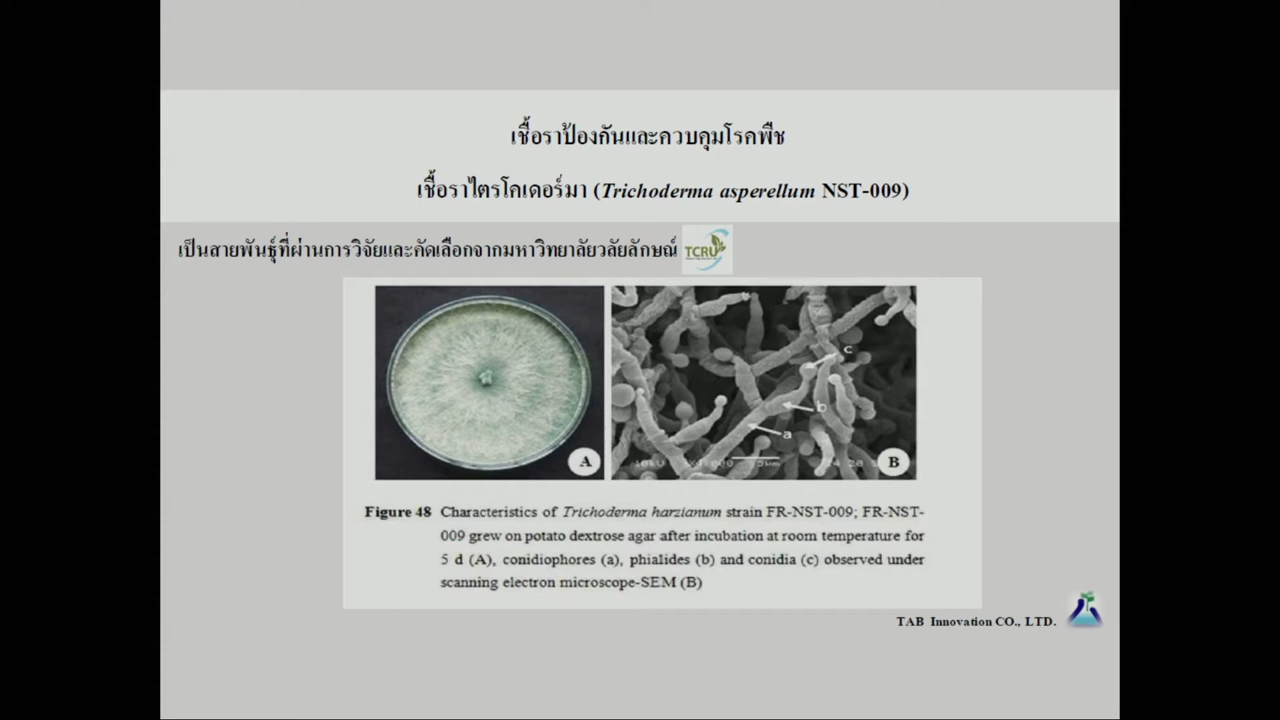 เชื้อราป้องกันและควบคุมโรคพืช
เชื้อราไตรโคเดอร์มา (Trichoderma asperellum NST-009)
เป็นสายพันธุ์ที่ผ่านการวิจัยและคัดเลือกจากมหาวิทยาลัยวลัยลักษณ์
TCRU
c
b
a
A
B
Figure 48 Characteristics of Trichoderma harzianum strain FR-NST-009; FR-NST-
009 grew on potato dextrose agar after incubation at room temperature for
5 d (A), conidiophores (a), phialides (b) and conidia (c) observed under
scanning electron microscope-SEM (B)
TAB Innovation CO., LTD.